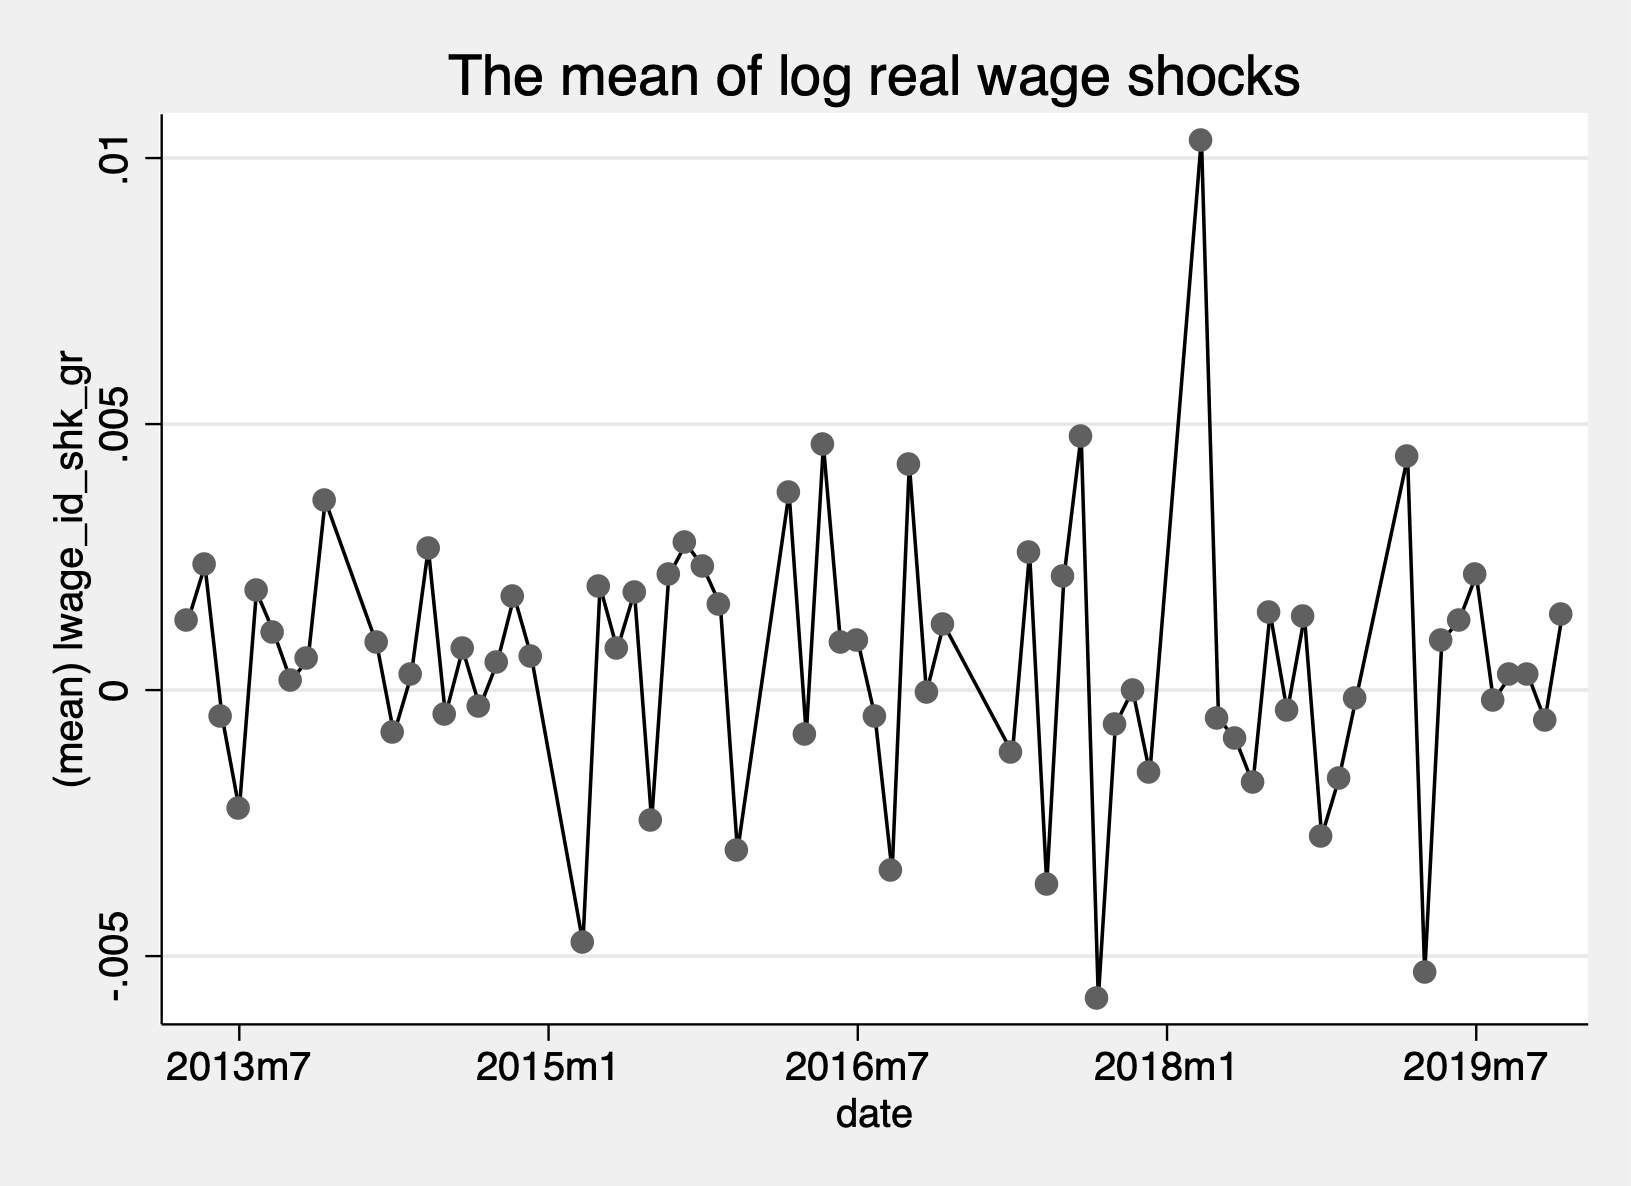 The mean of log real wage shocks
(mean) lwage_id_shk_gr
.01
.005
0
-.005
2013m7
2015m1
2016m7
2018m1
2019m7
date